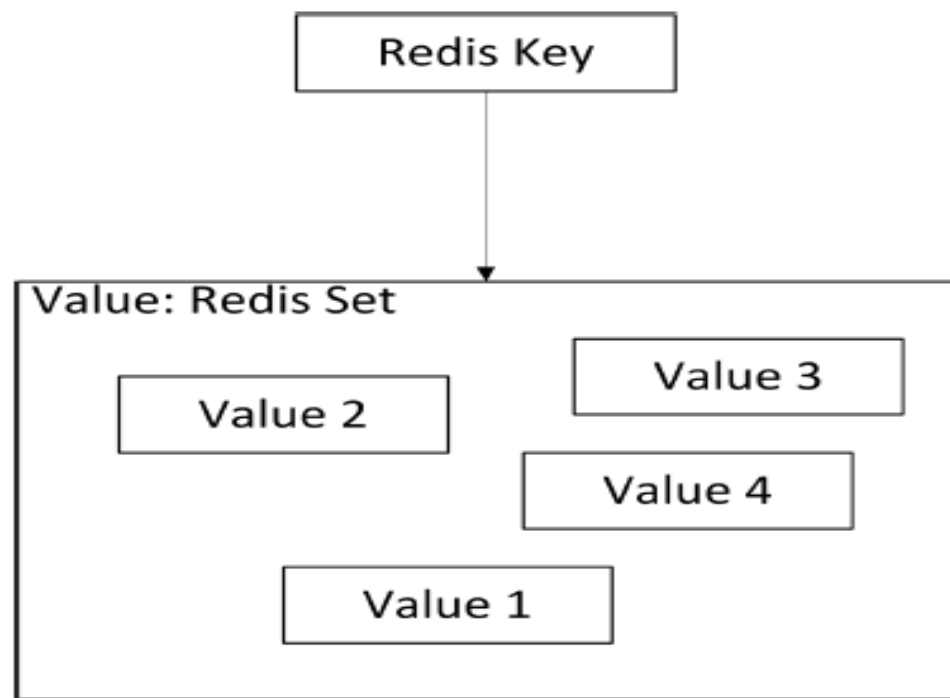 Redis Key
Value: Redis Set
Value 3
Value 2
Value 4
Value 1